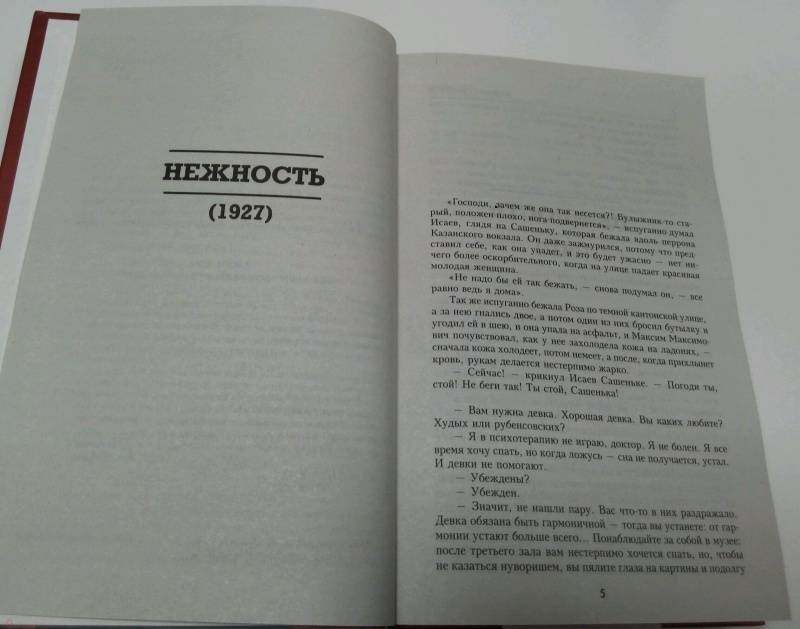 НЕЖНОСТЬ
(1927)
«Господи, зачем же она так несется?! Булыжник-то ста-
рый, положен плохо, нога подвернется», — испуганно думал
Исаев, глядя на Сашеньку, которая бежала вдоль перрона
Казанского вокзала. Он даже зажмурился, потому что пред-
ставил себе, как она упадет, и это будет ужасно — нет ни-
чего более оскорбительного, когда на улице падает красивая
молодая женщина.
«Не надо бы ей так бежать, — снова подумал он, — все
равно ведь я дома».
Так же испуганно бежала Роза по темной кантонской улице,
а за нею гнались двое, а потом один из них бросил бутылку и
угодил ей в шею, и она упала на асфальт, и Максим Максимо-
вич почувствовал, как у нее захолодела кожа на ладонях, —
сначала кожа холодеет, потом немеет, а после, когда прихлынет
кровь, рукам делается нестерпимо жарко.
— Сейчас! — крикнул Исаев Сашеньке. — Погоди ты,
стой! Не беги так! Ты стой, Сашенька!
— Вам нужна девка. Хорошая девка. Вы каких любите?
Худых или рубенсовских?
— Я в психотерапию не играю, доктор. Я не болен. Я все
время хочу спать, но когда ложусь — сна не получается, устал.
И девки не помогают.
— Убеждены?
— Убежден.
— Значит, не нашли пару. Вас что-то в них раздражало.
Девка обязана быть гармоничной — тогда вы устанете: от гар-
монии устают больше всего... Понаблюдайте за собой в музее:
после третьего зала вам нестерпимо хочется спать, но, чтобы
не казаться нуворишем, вы пялите глаза на картины и подолгу
5